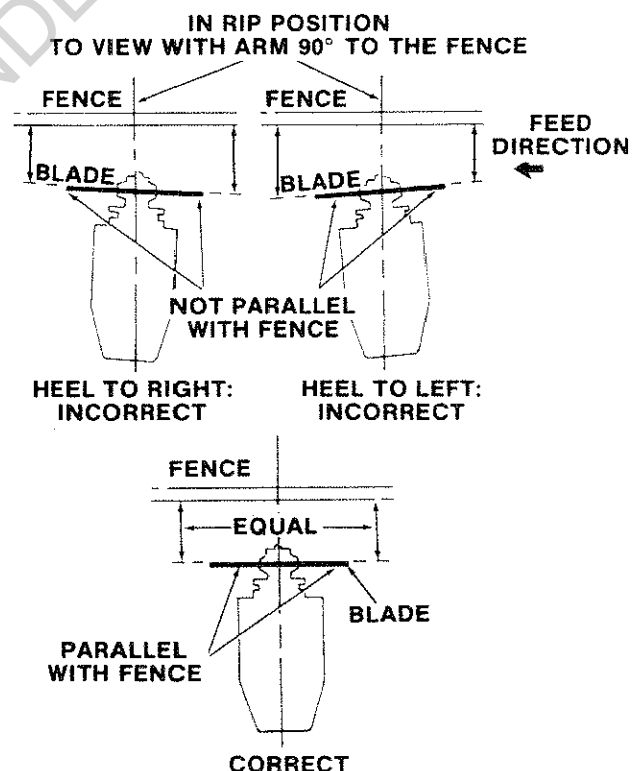 IN RIP POSITION
TO VIEW WITH ARM 90° TO THE FENCE
FENCE
FENCE
FEED
DIRECTION
BLADE
BLADE
NOT PARALLEL
WITH FENCE
HEEL TO RIGHT:
INCORRECT
HEEL TO LEFT:
INCORRECT
FENCE
EQUAL
BLADE
PARALLEL
WITH FENCE
CORRECT